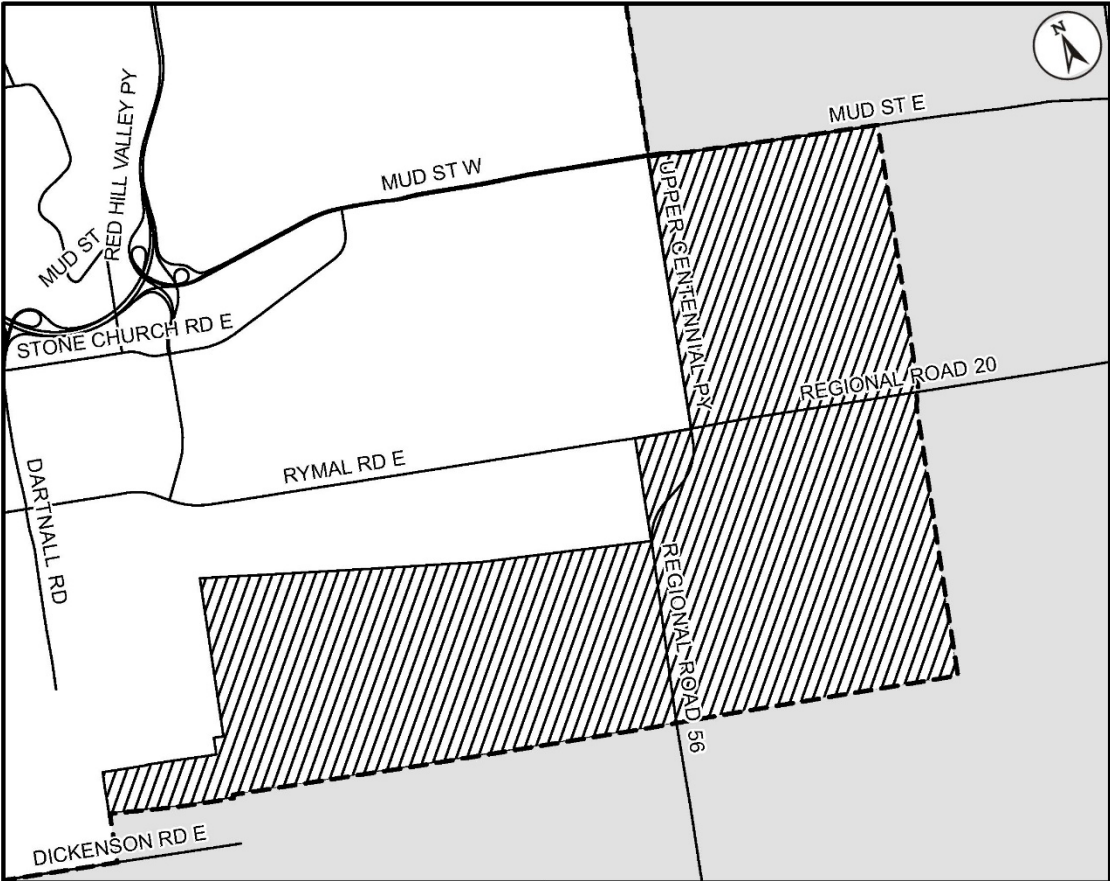 N
MUD ST E
RED HILL VALLEY PY
MUD ST W
UPPER CENTENNIAL PY
MUD ST
STONE CHURCH RD E
REGIONAL ROAD 20
RYMAL RD E
DARTNALL RD
REGIONAL ROAD 56
DICKENSON RD E